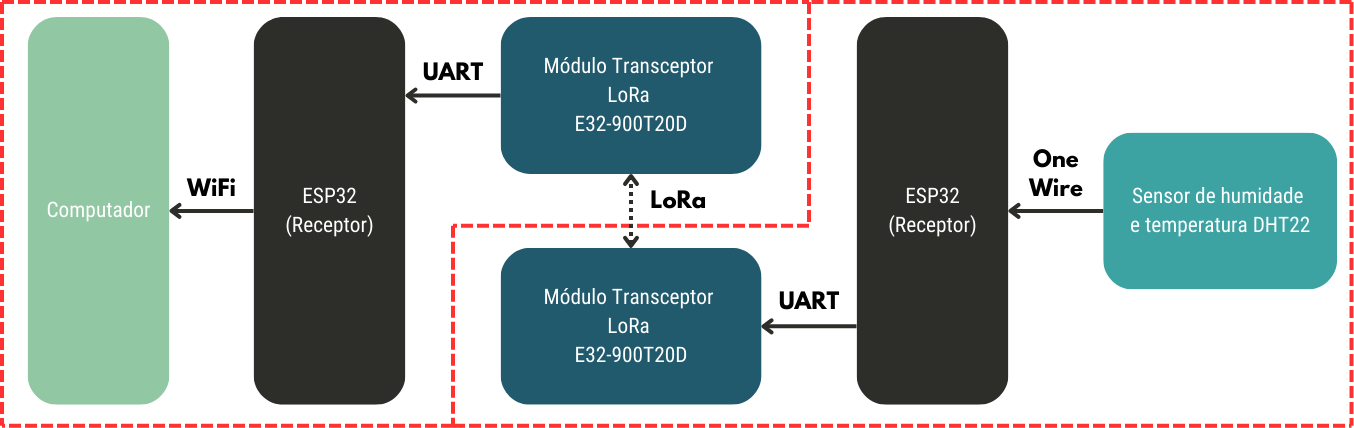 Computador
WiFi
ESP32
(Receptor)
UART
Módulo Transceptor
LoRa
E32-900T20D
LoRa
Módulo Transceptor
LoRa
E32-900T20D
UART
ESP32
(Receptor)
One
Wire
Sensor de humidade
e temperatura DHT22